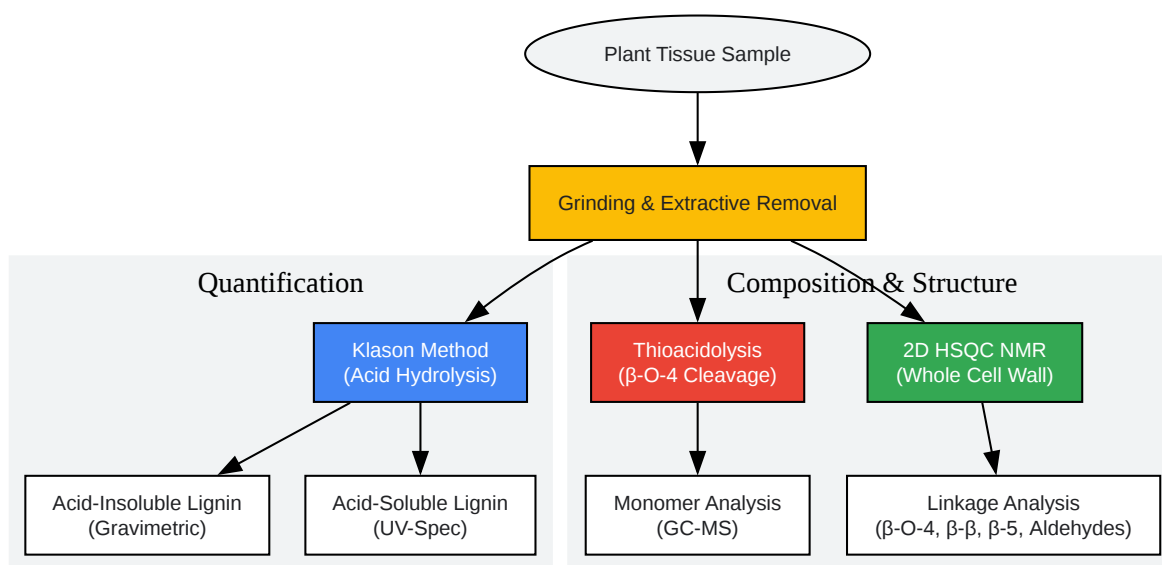 Plant Tissue Sample
Grinding & Extractive Removal
Quantification
Composition & Structure
Klason Method
(Acid Hydrolysis)
Thioacidolysis
(β-O-4 Cleavage)
2D HSQC NMR
(Whole Cell Wall)
Acid-Insoluble Lignin
(Gravimetric)
Acid-Soluble Lignin
(UV-Spec)
Monomer Analysis
(GC-MS)
Linkage Analysis
(β-O-4, β-β, β-5, Aldehydes)